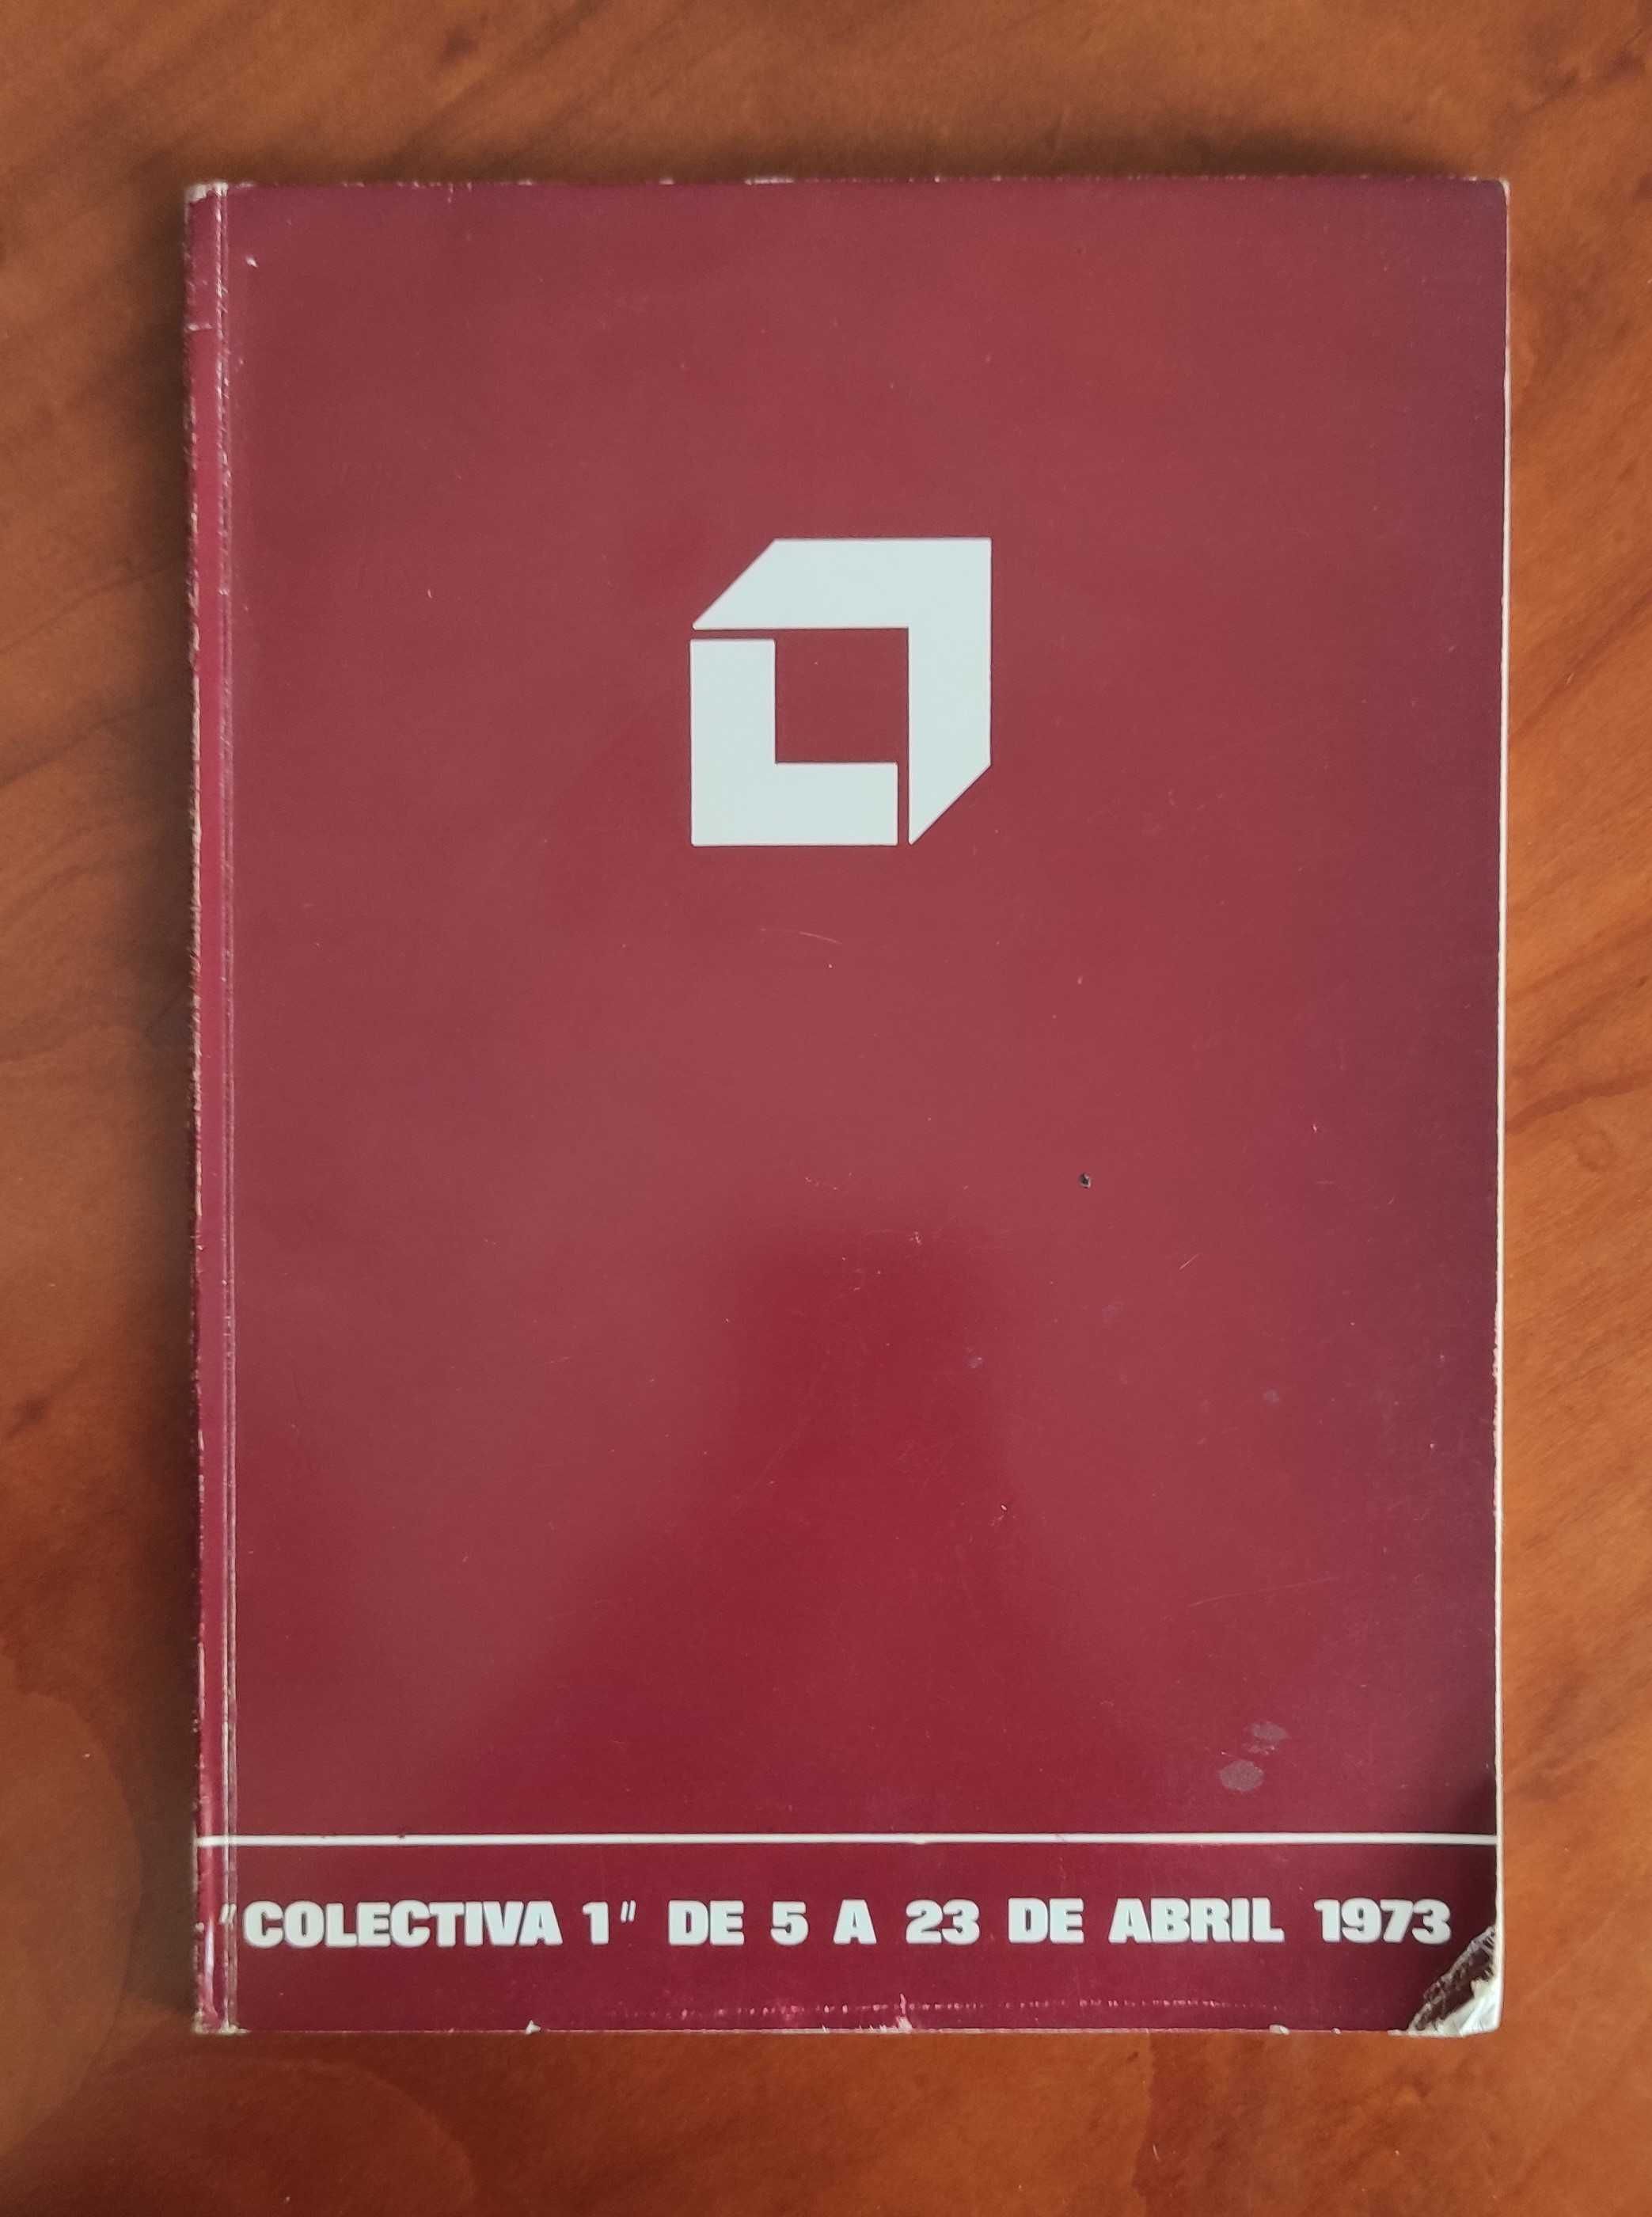 "COLECTIVA 1" DE 5 A 23 DE ABRIL 1973